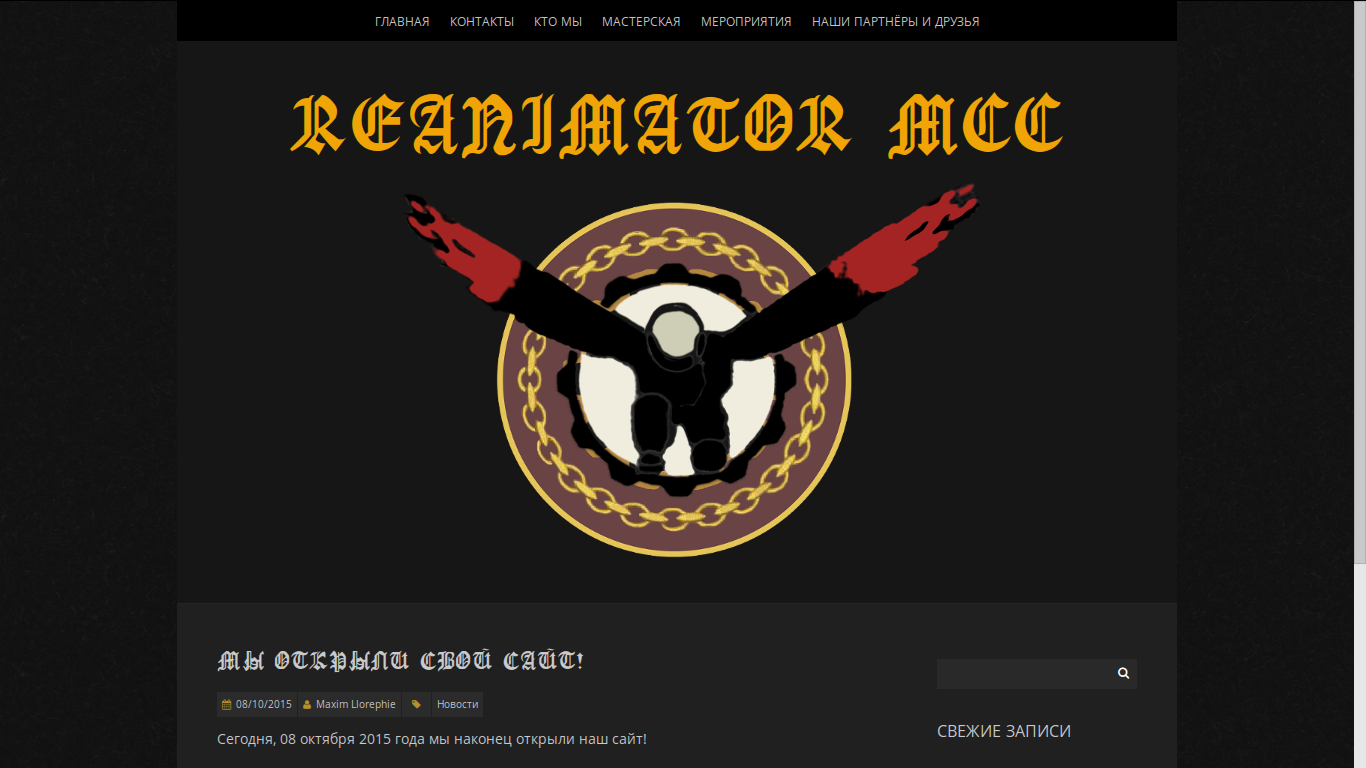 ГЛАВНАЯ КОНТАКТЫ КТО МЫ МАСТЕРСКАЯ МЕРОПРИЯТИЯ НАШИ ПАРТНЁРЫ И ДРУЗЬЯ
REANIMATOR MCC
МЫ ОТКРЫЛИ СВОЙ САЙТ!
08/10/2015 Maxim Llorephie Новости
Сегодня, 08 октября 2015 года мы наконец открыли наш сайт!
СВЕЖИЕ ЗАПИСИ